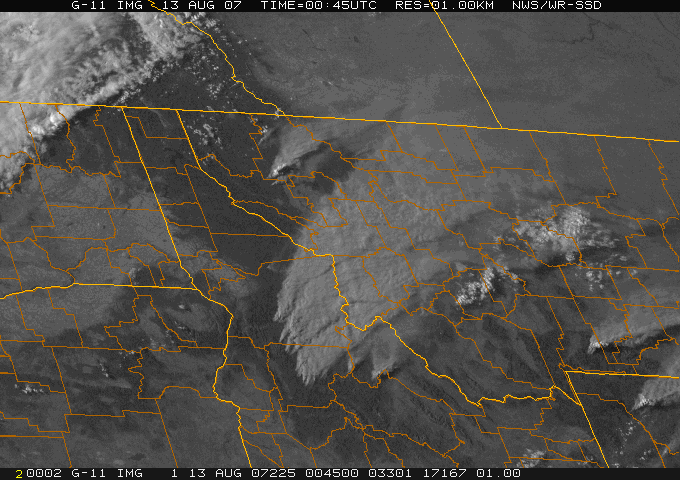 G-11 IMG 13 AUG 07 TIME=00:45UTC RES=01.00KM NWS/WR-SSD
2 0002 G-11 IMG 1 13 AUG 07225 004500 03301 17167 01.00